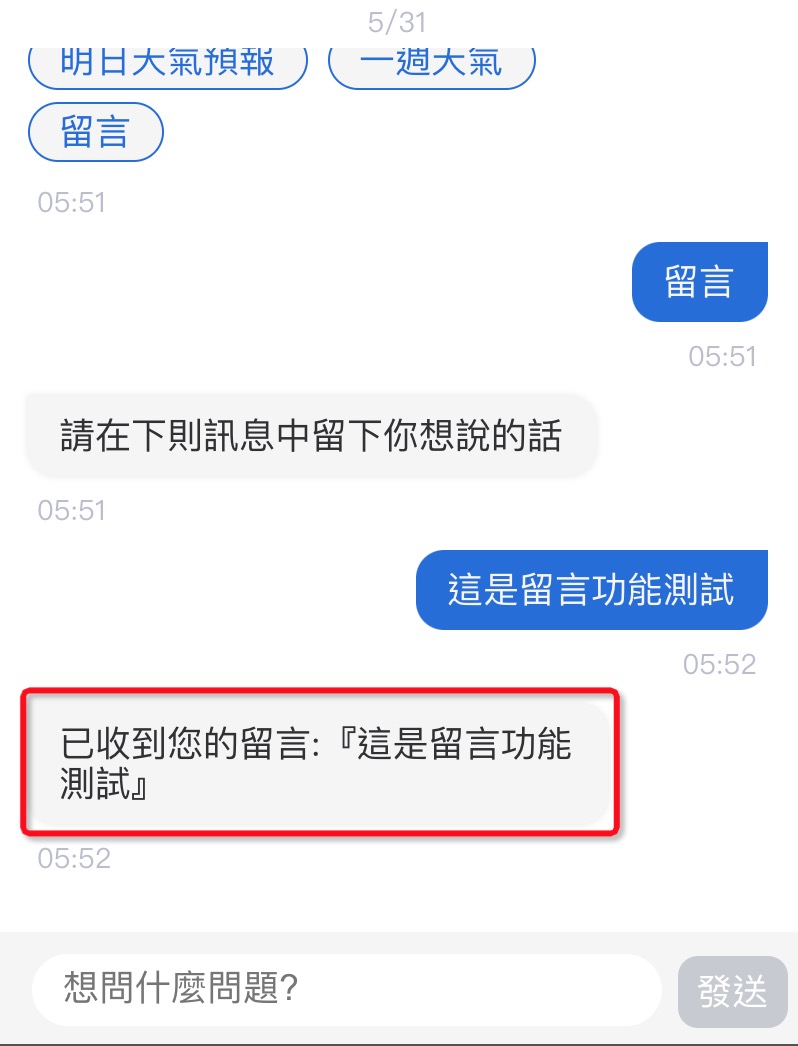 5/31
明日天氣預報
一週天氣
留言
05:51
留言
05:51
請在下則訊息中留下你想說的話
05:51
這是留言功能測試
05:52
已收到您的留言:『這是留言功能
測試』
05:52
想問什麼問題?
發送